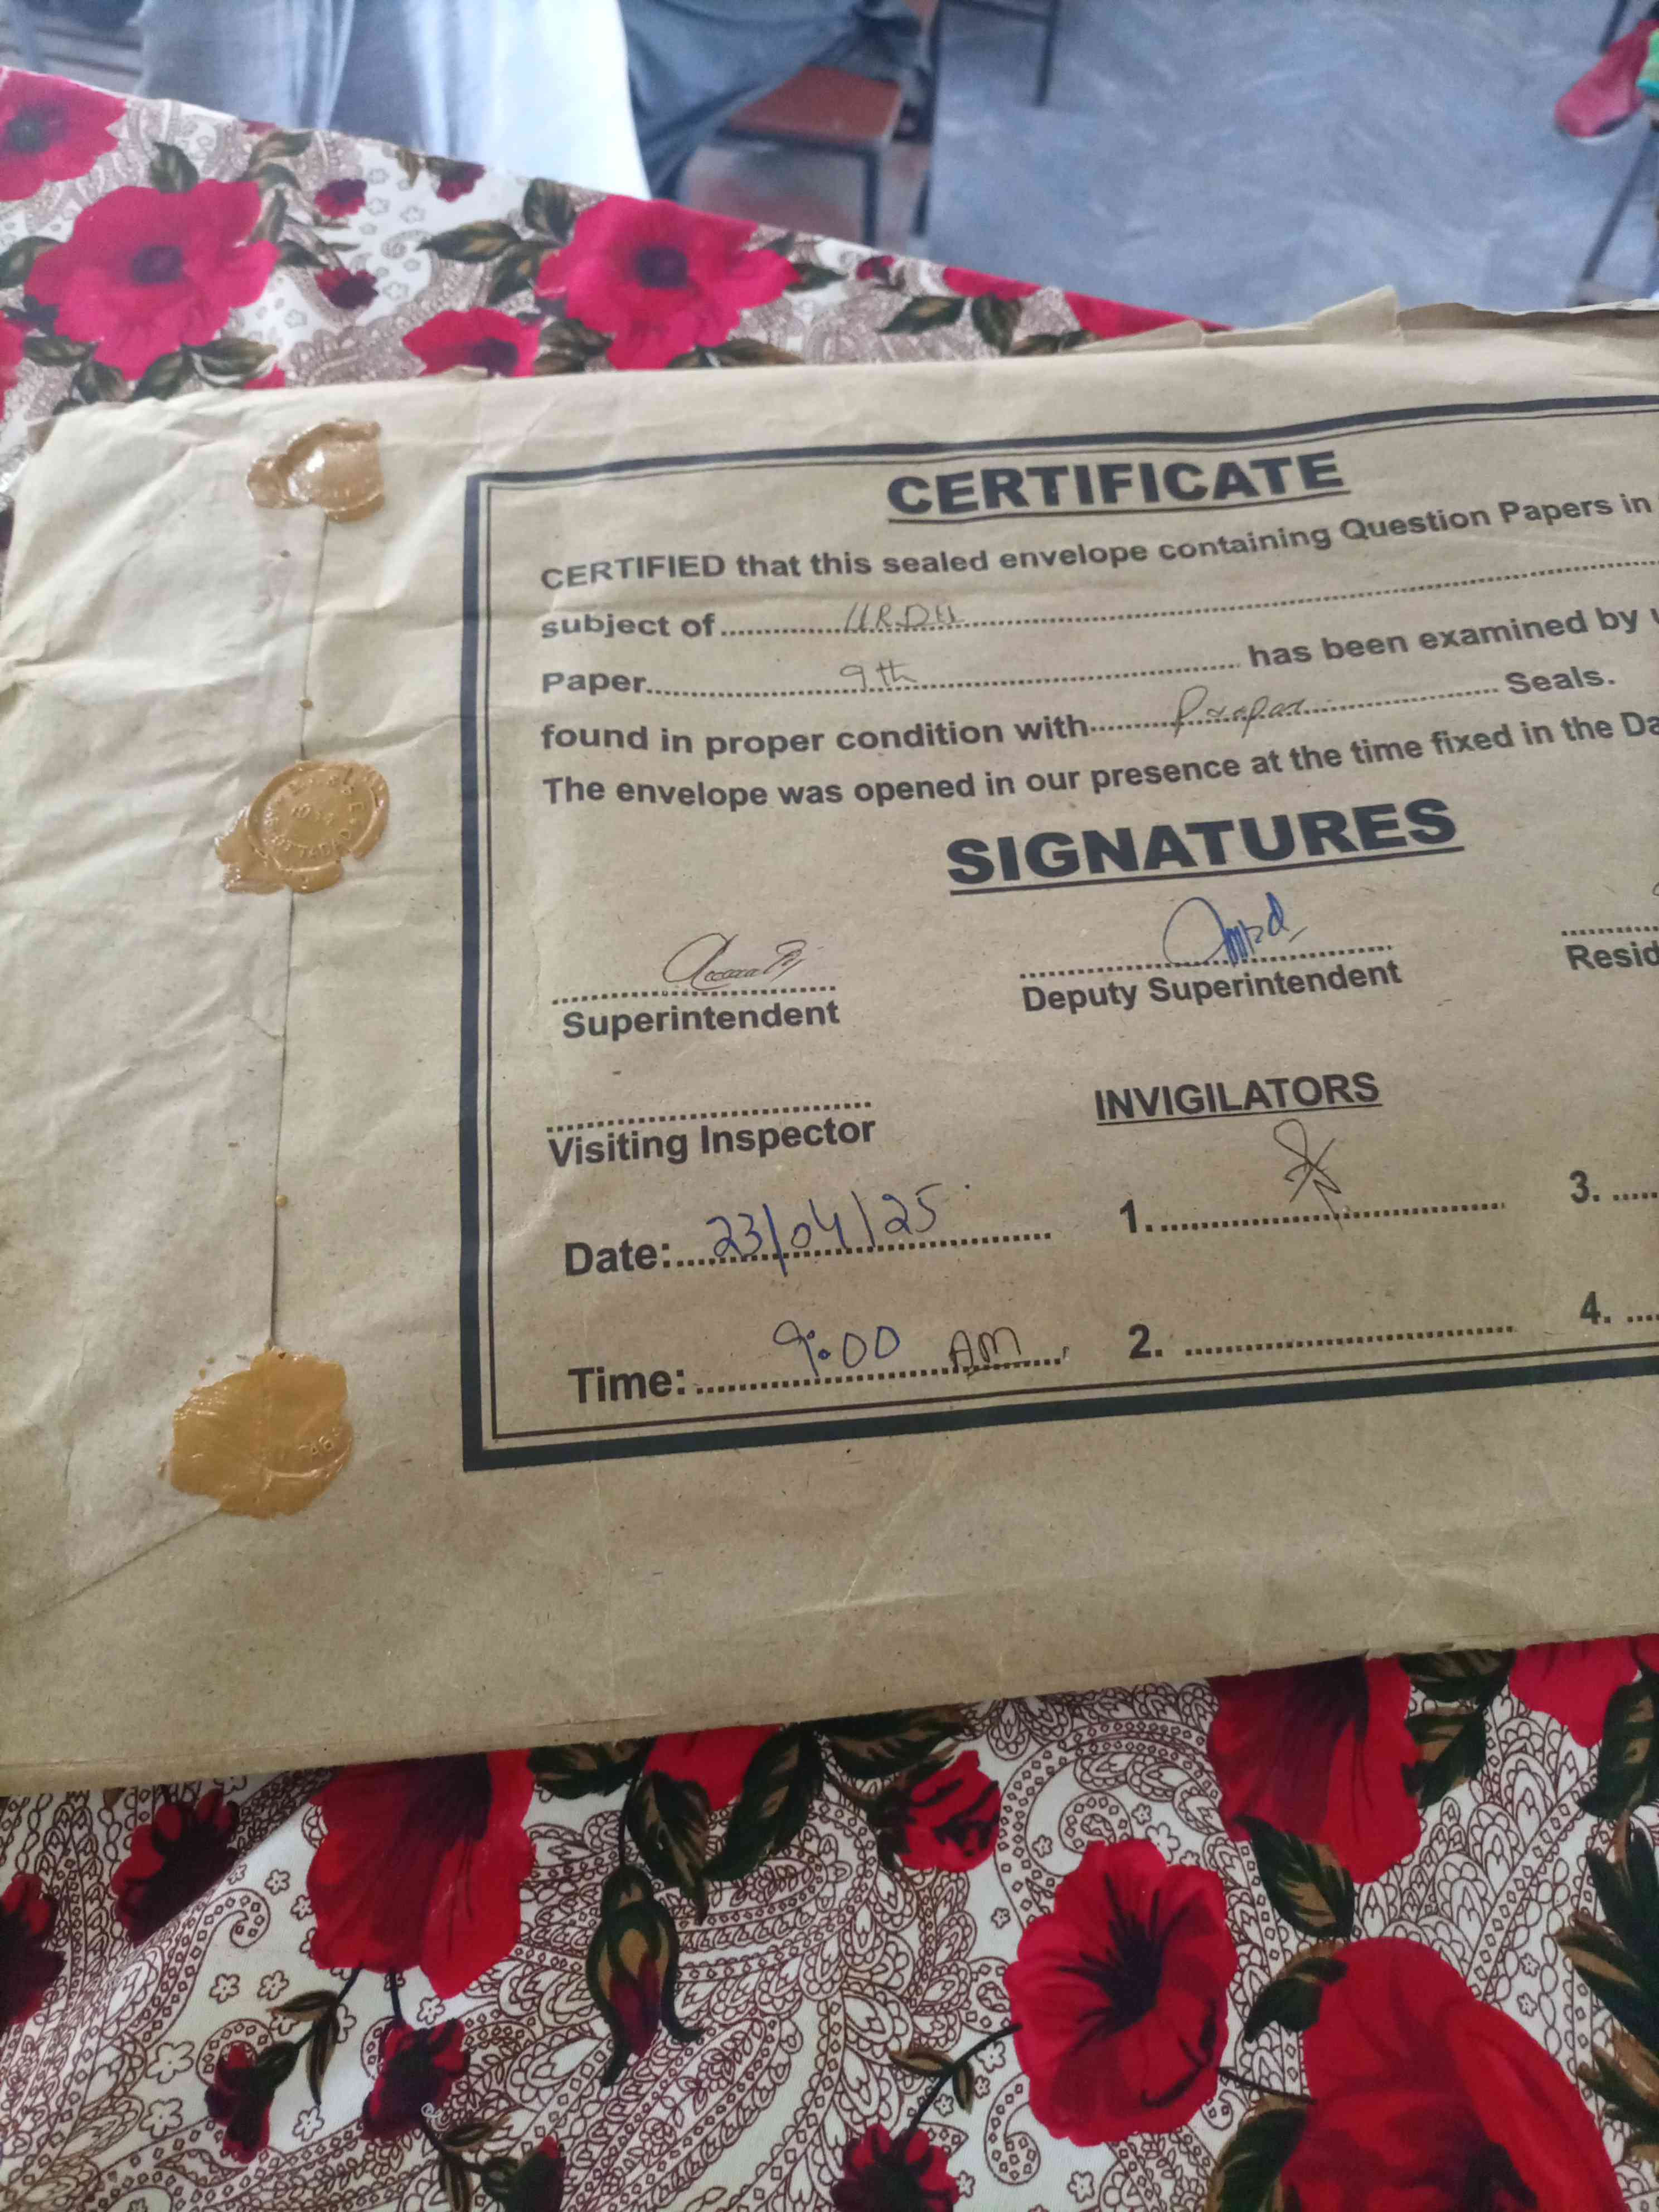 CERTIFICATE
CERTIFIED that this sealed envelope containing Question Papers in
subject of........URDU........
Paper........9th........ has been examined by
found in proper condition with........Proper........ Seals.
The envelope was opened in our presence at the time fixed in the Da
SIGNATURES
Superintendent Deputy Superintendent Resid
Visiting Inspector INVIGILATORS
Date: 23/04/25 1. 3.
Time: 9:00 AM 2. 4.